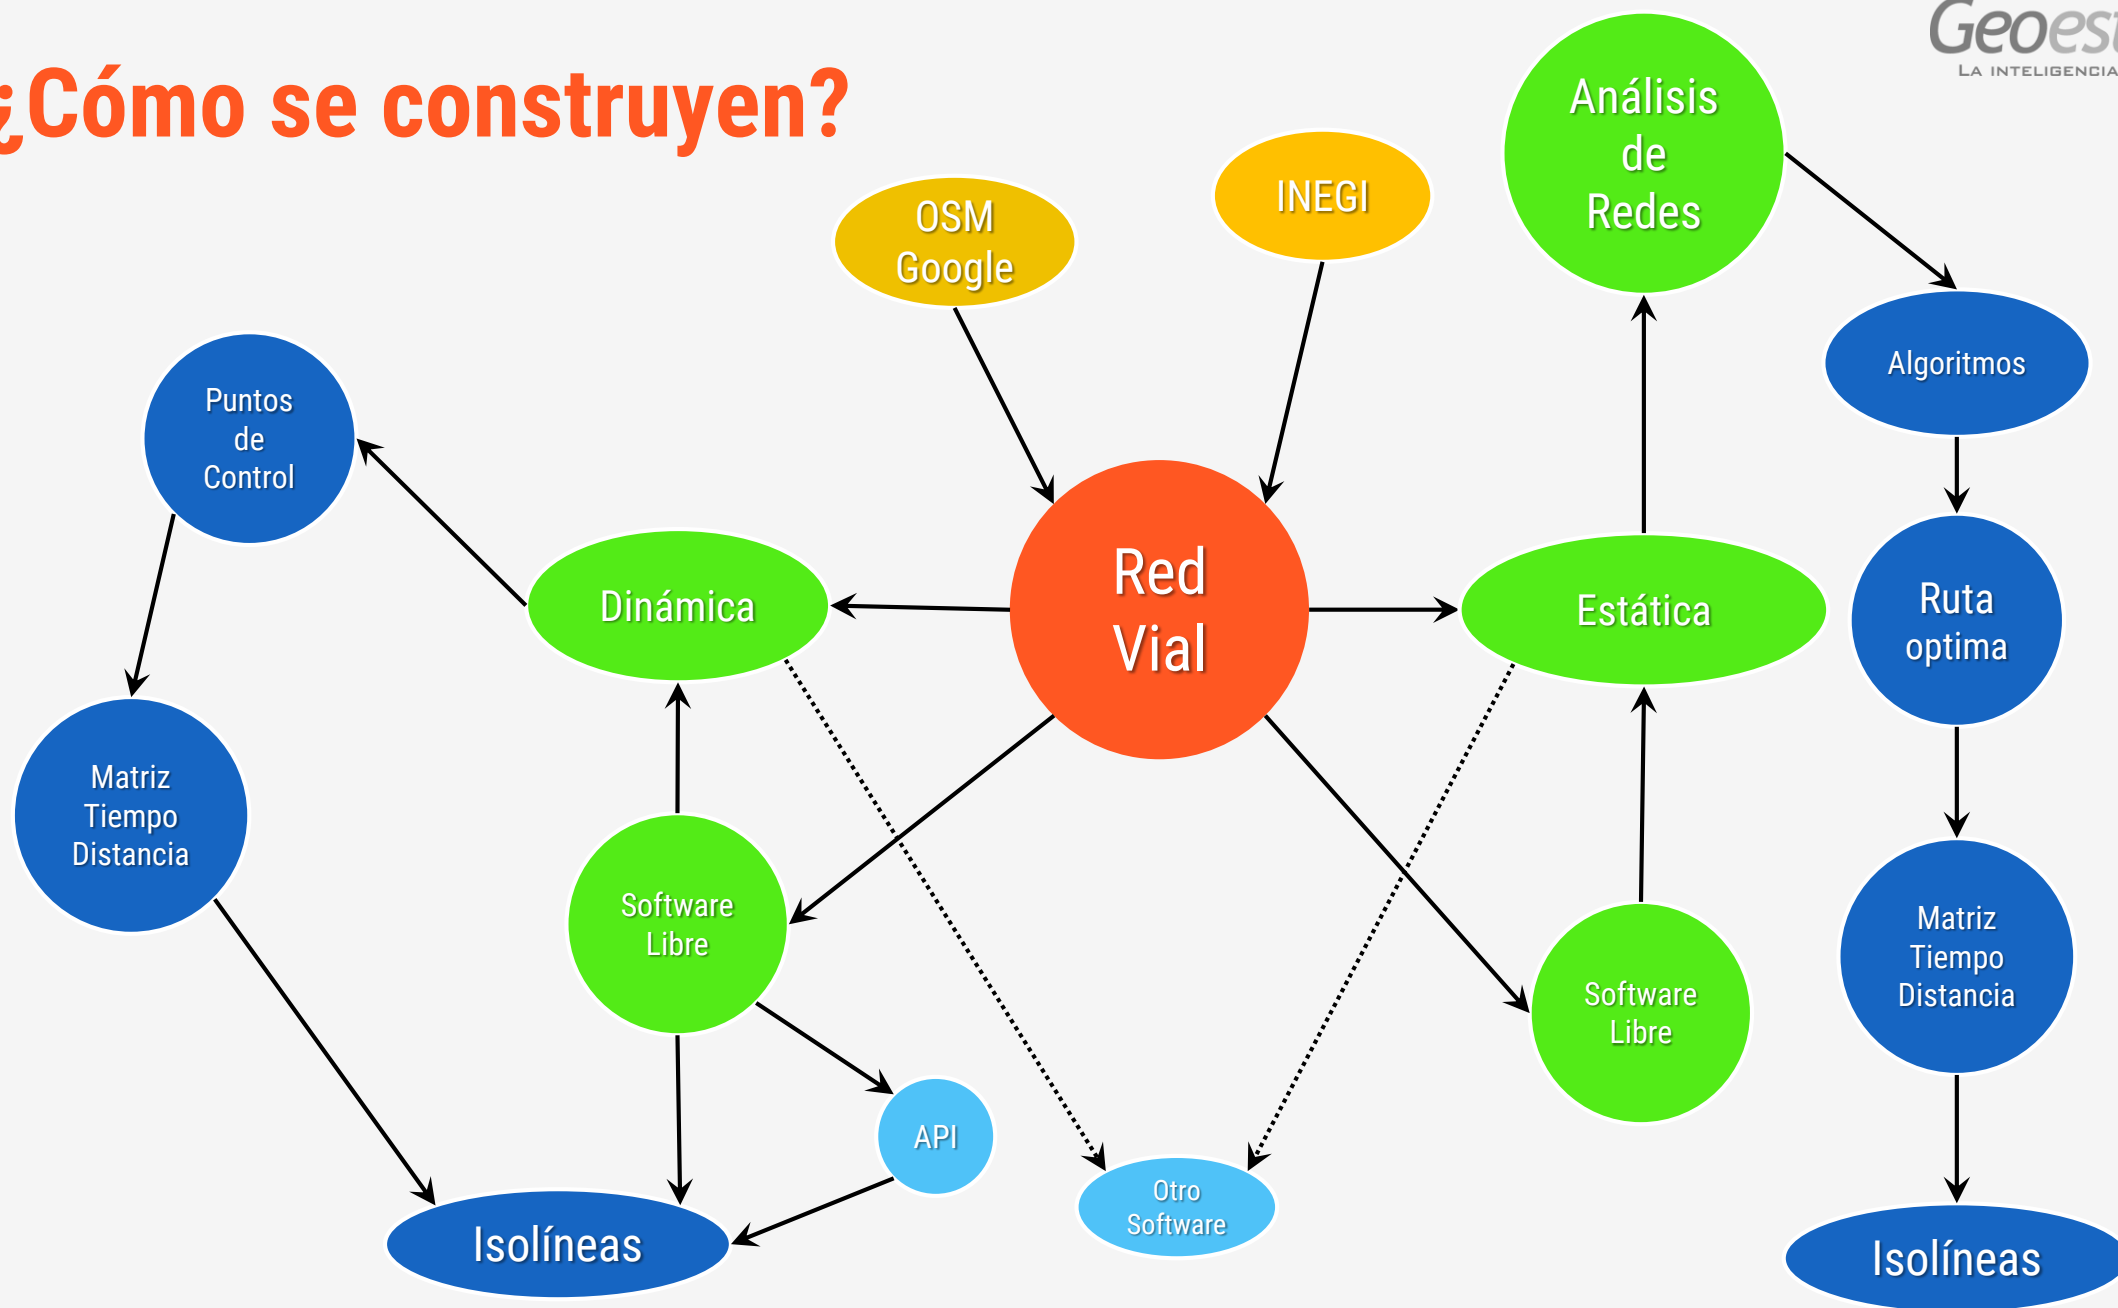 ¿Cómo se construyen?
LA INTELIGENCIA
Análisis
de
Redes
INEGI
OSM
Google
Algoritmos
Puntos
de
Control
Red
Vial
Dinámica
Estática
Ruta
optima
Matriz
Tiempo
Distancia
Software
Libre
Matriz
Tiempo
Distancia
Software
Libre
API
Otro
Software
Isolíneas
Isolíneas